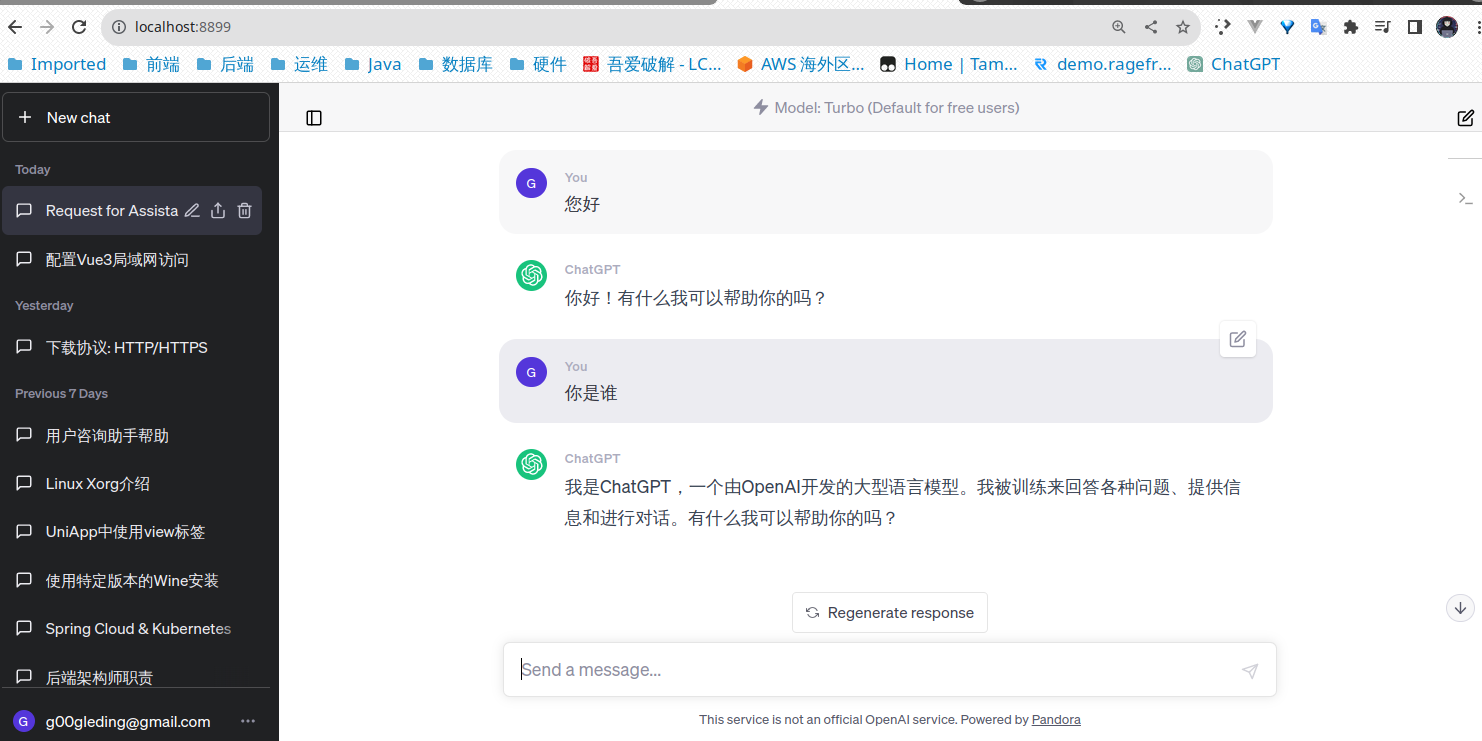 localhost:8899
Imported 前端 后端 运维 Java 数据库 硬件 吾爱破解 - LC... AWS 海外区... Home | Tam... demo.ragefr... ChatGPT
New chat
Today
Request for Assista
配置Vue3局域网访问
Yesterday
下载协议: HTTP/HTTPS
Previous 7 Days
用户咨询助手帮助
Linux Xorg介绍
UniApp中使用view标签
使用特定版本的Wine安装
Spring Cloud & Kubernetes
后端架构师职责
G g00gleding@gmail.com
Model: Turbo (Default for free users)
G You
您好
ChatGPT
你好！有什么我可以帮助你的吗？
G You
你是谁
ChatGPT
我是ChatGPT，一个由OpenAI开发的大型语言模型。我被训练来回答各种问题、提供信
息和进行对话。有什么我可以帮助你的吗？
Regenerate response
Send a message...
This service is not an official OpenAI service. Powered by Pandora